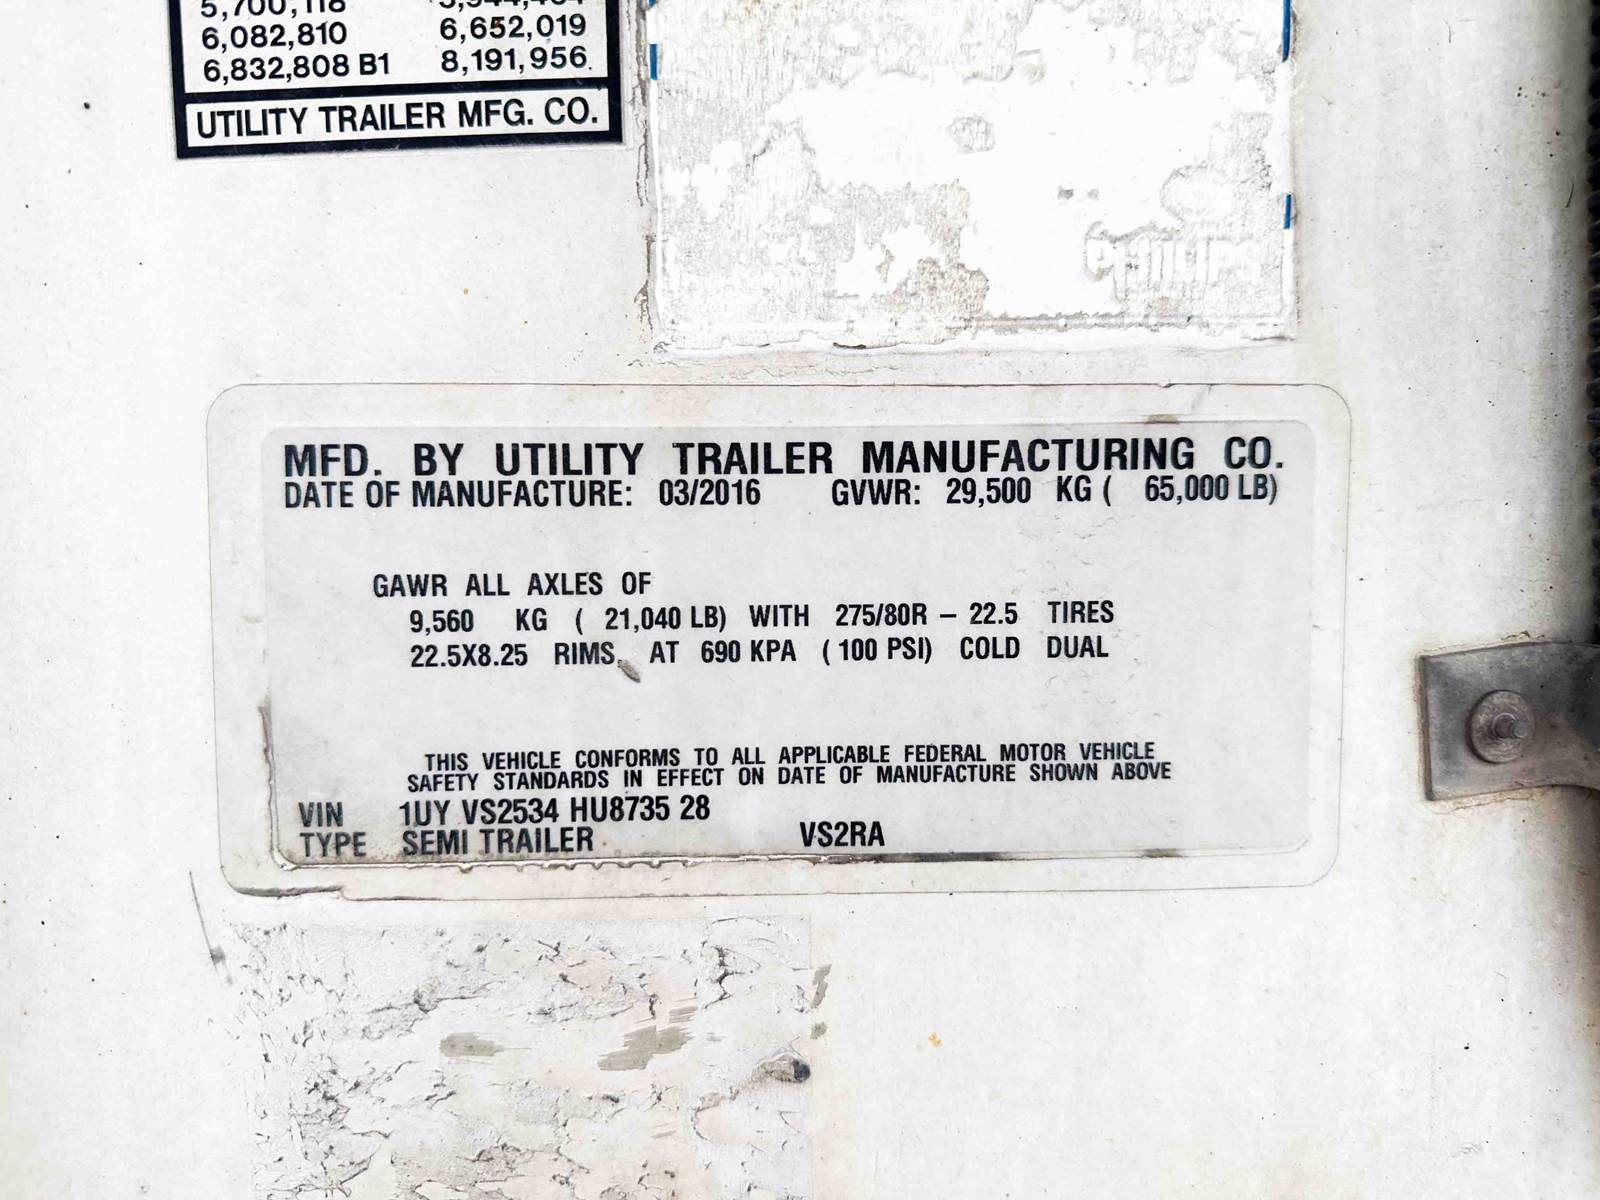 5,700,118
6,082,810 6,652,019
6,832,808 B1 8,191,956
UTILITY TRAILER MFG. CO.
PHILLIPS
MFD. BY UTILITY TRAILER MANUFACTURING CO.
DATE OF MANUFACTURE: 03/2016 GVWR: 29,500 KG ( 65,000 LB)
GAWR ALL AXLES OF
9,560 KG ( 21,040 LB) WITH 275/80R – 22.5 TIRES
22.5X8.25 RIMS, AT 690 KPA ( 100 PSI) COLD DUAL
THIS VEHICLE CONFORMS TO ALL APPLICABLE FEDERAL MOTOR VEHICLE
SAFETY STANDARDS IN EFFECT ON DATE OF MANUFACTURE SHOWN ABOVE
VIN 1UY VS2534 HU8735 28
TYPE SEMI TRAILER VS2RA